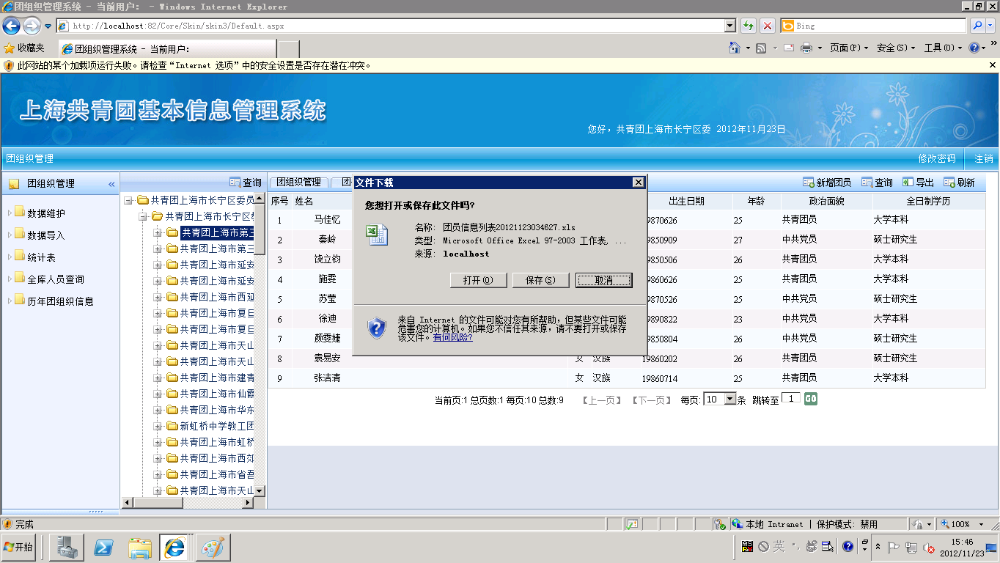 团组织管理系统 - 当前用户： - Windows Internet Explorer
http://localhost:82/Core/Skin/skin3/Default.aspx
Bing
收藏夹
团组织管理系统 - 当前用户：
页面(P)
安全(S)
工具(O)
此网站的某个加载项运行失败。请检查“Internet 选项”中的安全设置是否存在潜在冲突。
上海共青团基本信息管理系统
您好，共青团上海市长宁区委 2012年11月23日
团组织管理
修改密码
注销
团组织管理
数据维护
数据导入
统计表
全库人员查询
历年团组织信息
查询
共青团上海市长宁区委员
共青团上海市长宁区
共青团上海市第三
共青团上海市第三
共青团上海市延安
共青团上海市延安
共青团上海市西延
共青团上海市复旦
共青团上海市复旦
共青团上海市天山
共青团上海市天山
共青团上海市建青
共青团上海市仙霞
共青团上海市华东
新虹桥中学教工团
共青团上海市虹桥
共青团上海市西郊
共青团上海市省吾
共青团上海市天山
团组织管理
团
新增团员
查询
导出
刷新
序号 姓名 出生日期 年龄 政治面貌 全日制学历
1 马佳忆 19870626 25 共青团员 大学本科
2 秦岭 19850909 27 中共党员 硕士研究生
3 饶立钧 19850506 26 共青团员 大学本科
4 施雯 19860626 25 共青团员 大学本科
5 苏莹 19870526 25 中共党员 硕士研究生
6 徐迪 19890822 23 中共党员 大学本科
7 颜雯婕 19850804 26 中共党员 硕士研究生
8 袁易安 女 汉族 19860202 26 共青团员 硕士研究生
9 张洁清 女 汉族 19860714 25 共青团员 大学本科
当前页:1 总页数:1 每页:10 总数:9 【上一页】 【下一页】 每页: 10 条 跳转至 1 GO
文件下载
您想打开或保存此文件吗?
名称: 团员信息列表20121123034627.xls
类型: Microsoft Office Excel 97-2003 工作表, ...
来源: localhost
打开(O)
保存(S)
取消
来自 Internet 的文件可能对您有所帮助，但某些文件可能
危害您的计算机。如果您不信任其来源，请不要打开或保存
该文件。有何风险?
完成
本地 Intranet | 保护模式: 禁用
100%
开始
英
15:46
2012/11/23